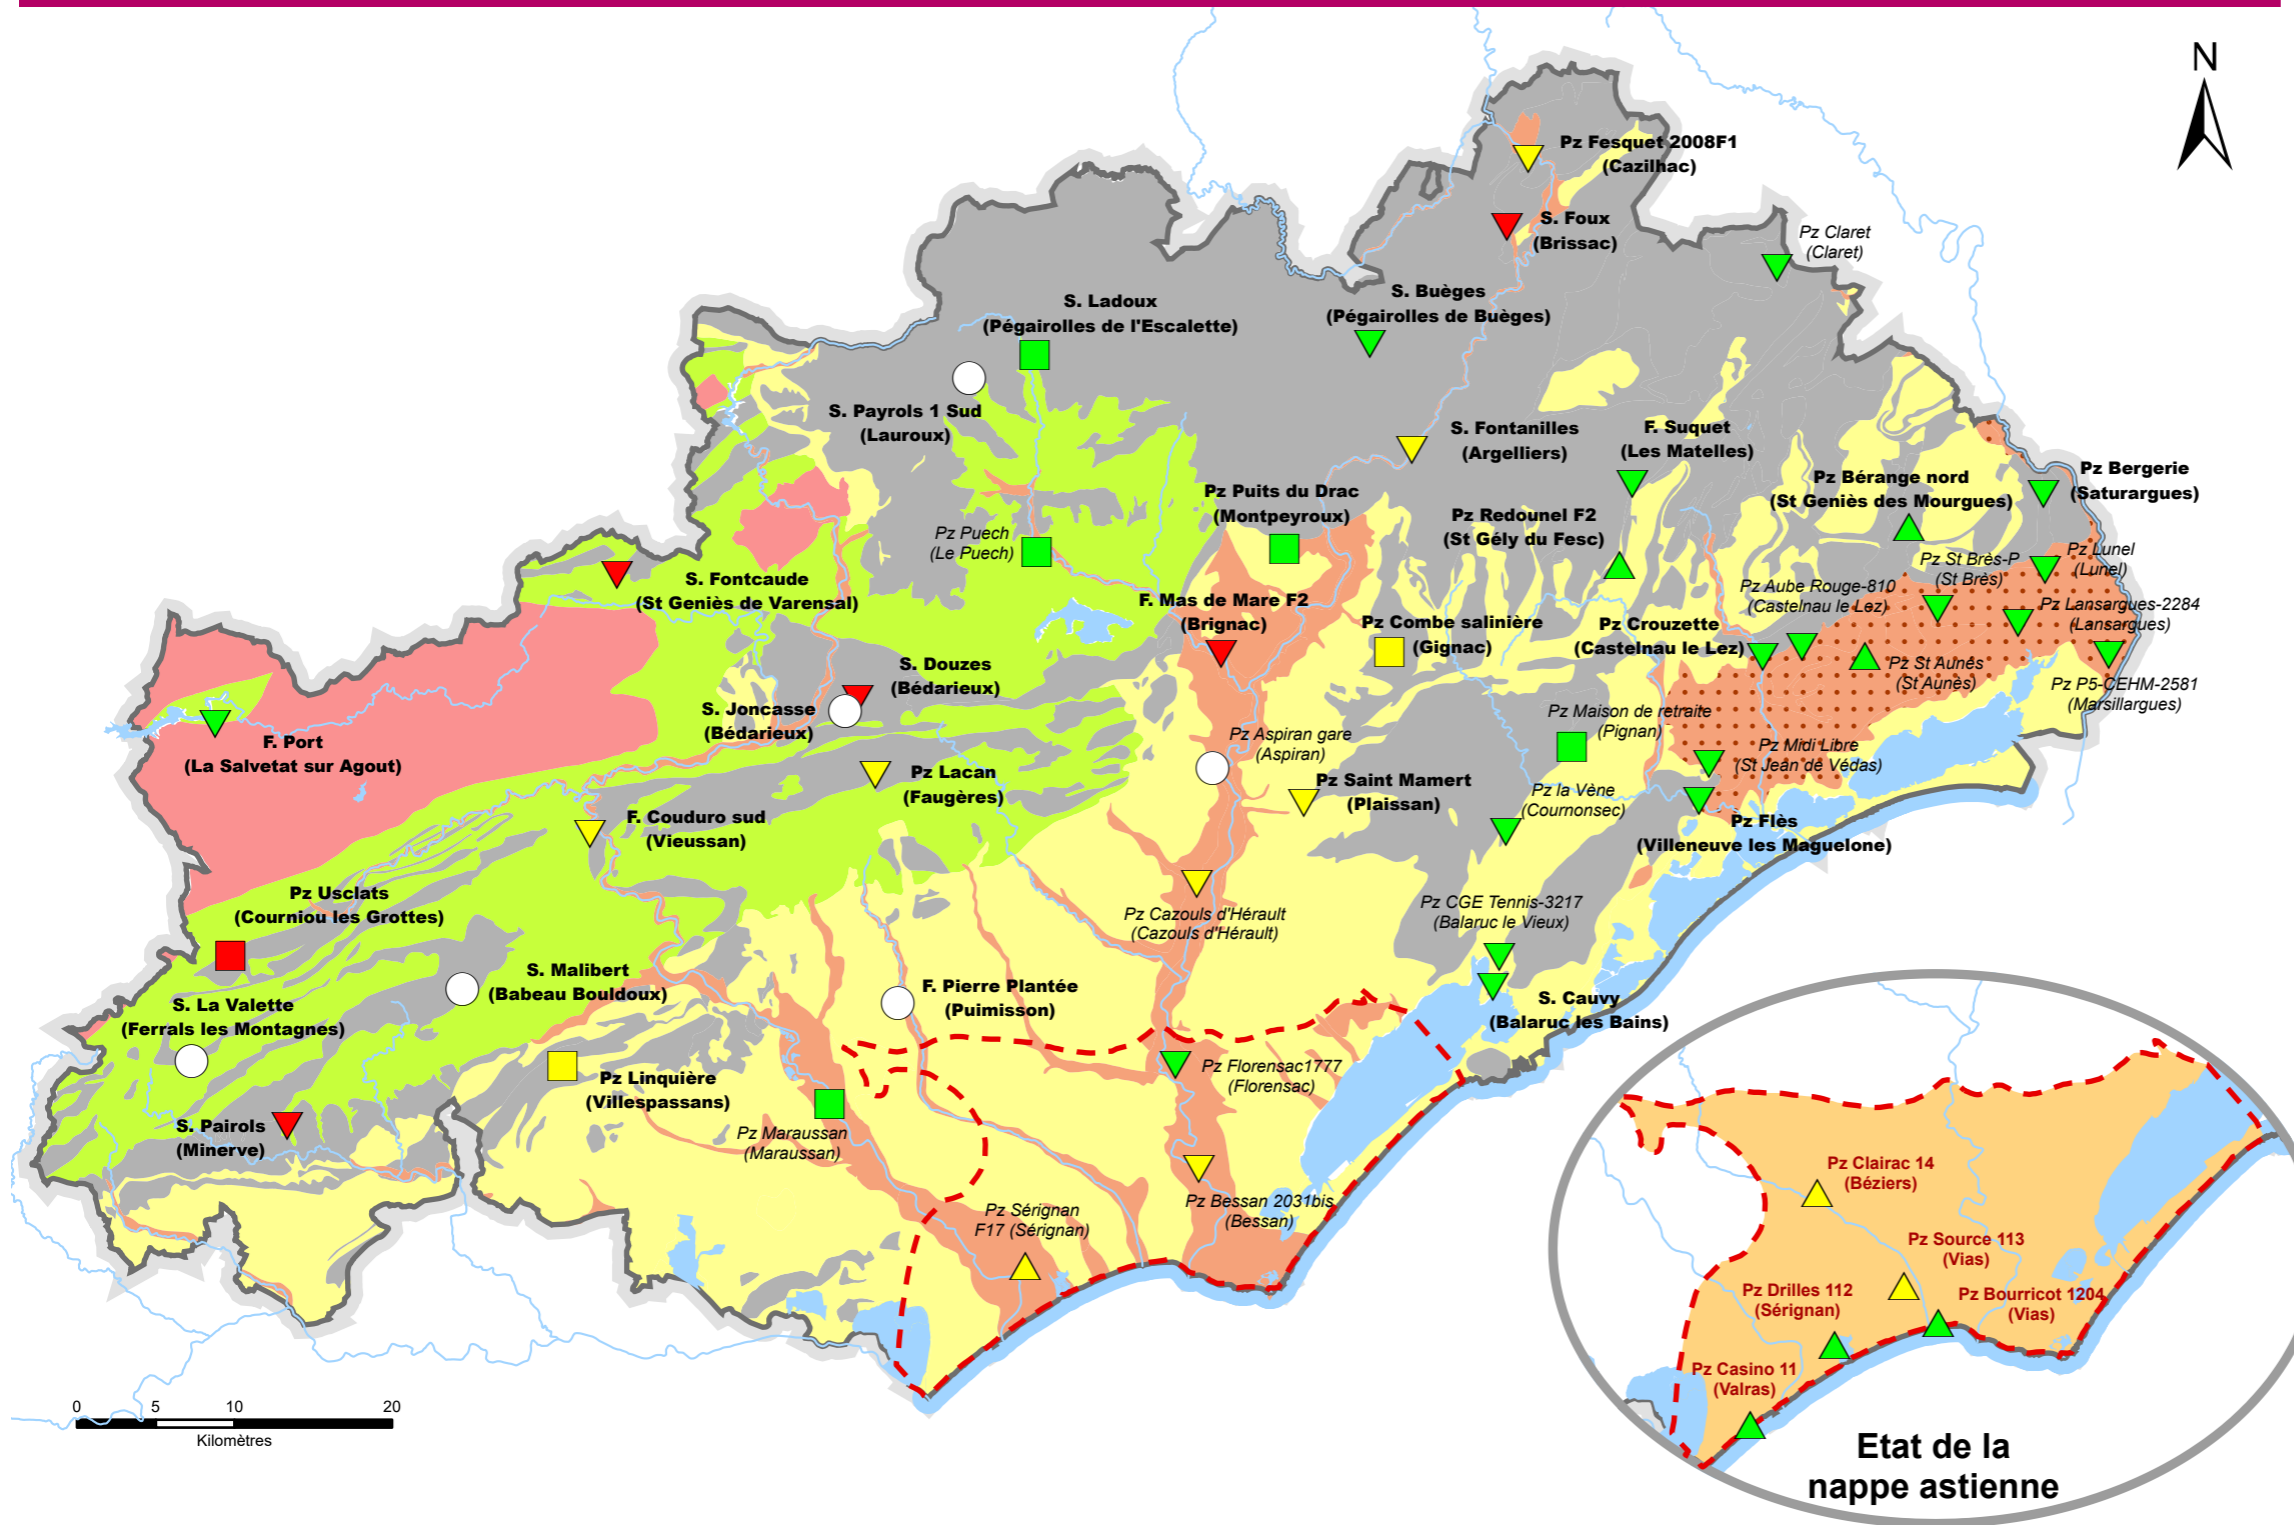 N
Pz Fesquet 2008F1
(Cazilhac)
S. Foux
(Brissac)
Pz Claret
(Claret)
S. Ladoux
(Pégairolles de l'Escalette)
S. Buèges
(Pégairolles de Buèges)
S. Payrols 1 Sud
(Lauroux)
S. Fontanilles
(Argelliers)
F. Suquet
(Les Matelles)
Pz Bérange nord
(St Geniès des Mourgues)
Pz Bergerie
(Saturargues)
Pz Puits du Drac
(Montpeyroux)
Pz Redounel F2
(St Gély du Fesc)
Pz Puech
(Le Puech)
Pz St Brès-P
(St Brès)
Pz Lunel
(Lunel)
S. Fontcaude
(St Geniès de Varensal)
Pz Aube Rouge-810
(Castelnau le Lez)
F. Mas de Mare F2
(Brignac)
Pz Combe salinière
(Gignac)
Pz Crouzette
(Castelnau le Lez)
Pz Lansargues-2284
(Lansargues)
S. Douzes
(Bédarieux)
Pz St Aunès
(St Aunès)
Pz P5-CEHM-2581
(Marsillargues)
S. Joncasse
(Bédarieux)
Pz Maison de retraite
(Pignan)
F. Port
(La Salvetat sur Agout)
Pz Aspiran gare
(Aspiran)
Pz Midi Libre
(St Jean de Védas)
Pz Lacan
(Faugères)
Pz Saint Mamert
(Plaissan)
Pz la Vène
(Cournonsec)
F. Couduro sud
(Vieussan)
Pz Flès
(Villeneuve les Maguelone)
Pz Usclats
(Courniou les Grottes)
Pz Cazouls d'Hérault
(Cazouls d'Hérault)
Pz CGE Tennis-3217
(Balaruc le Vieux)
S. Malibert
(Babeau Bouldoux)
F. Pierre Plantée
(Puimisson)
S. La Valette
(Ferrals les Montagnes)
S. Cauvy
(Balaruc les Bains)
Pz Linquière
(Villespassans)
Pz Florensac1777
(Florensac)
S. Pairols
(Minerve)
Pz Maraussan
(Maraussan)
Pz Sérignan
F17 (Sérignan)
Pz Bessan 2031bis
(Bessan)
Pz Clairac 14
(Béziers)
Pz Source 113
(Vias)
Pz Drilles 112
(Sérignan)
Pz Bourricot 1204
(Vias)
Pz Casino 11
(Valras)
0 5 10 20
Kilomètres
Etat de la
nappe astienne